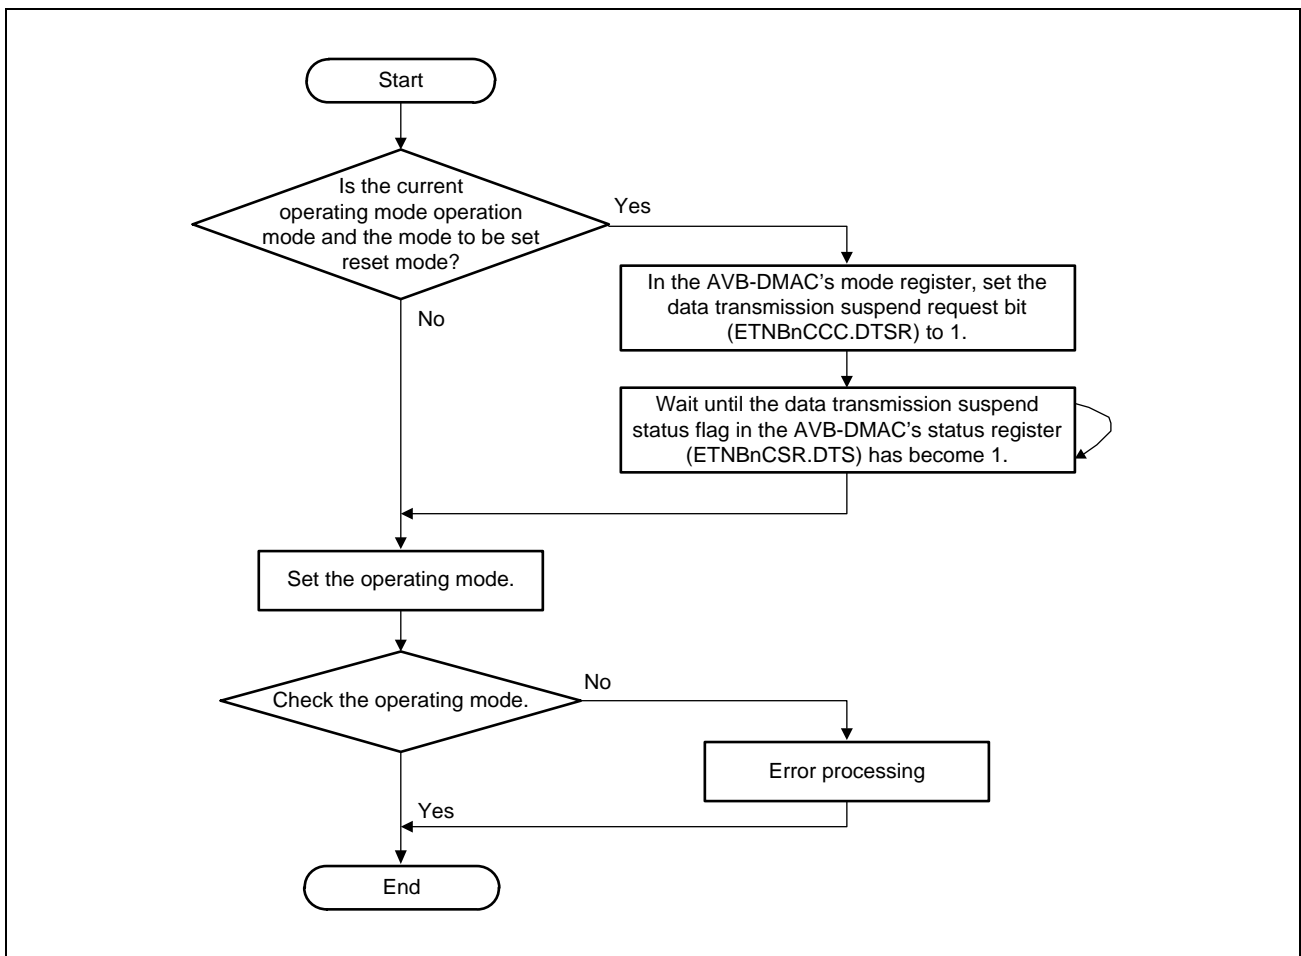 Start
Is the current
operating mode operation
mode and the mode to be set
reset mode?
Yes
No
In the AVB-DMAC’s mode register, set the
data transmission suspend request bit
(ETNBnCCC.DTSR) to 1.
Wait until the data transmission suspend
status flag in the AVB-DMAC’s status register
(ETNBnCSR.DTS) has become 1.
Set the operating mode.
Check the operating mode.
No
Error processing
Yes
End